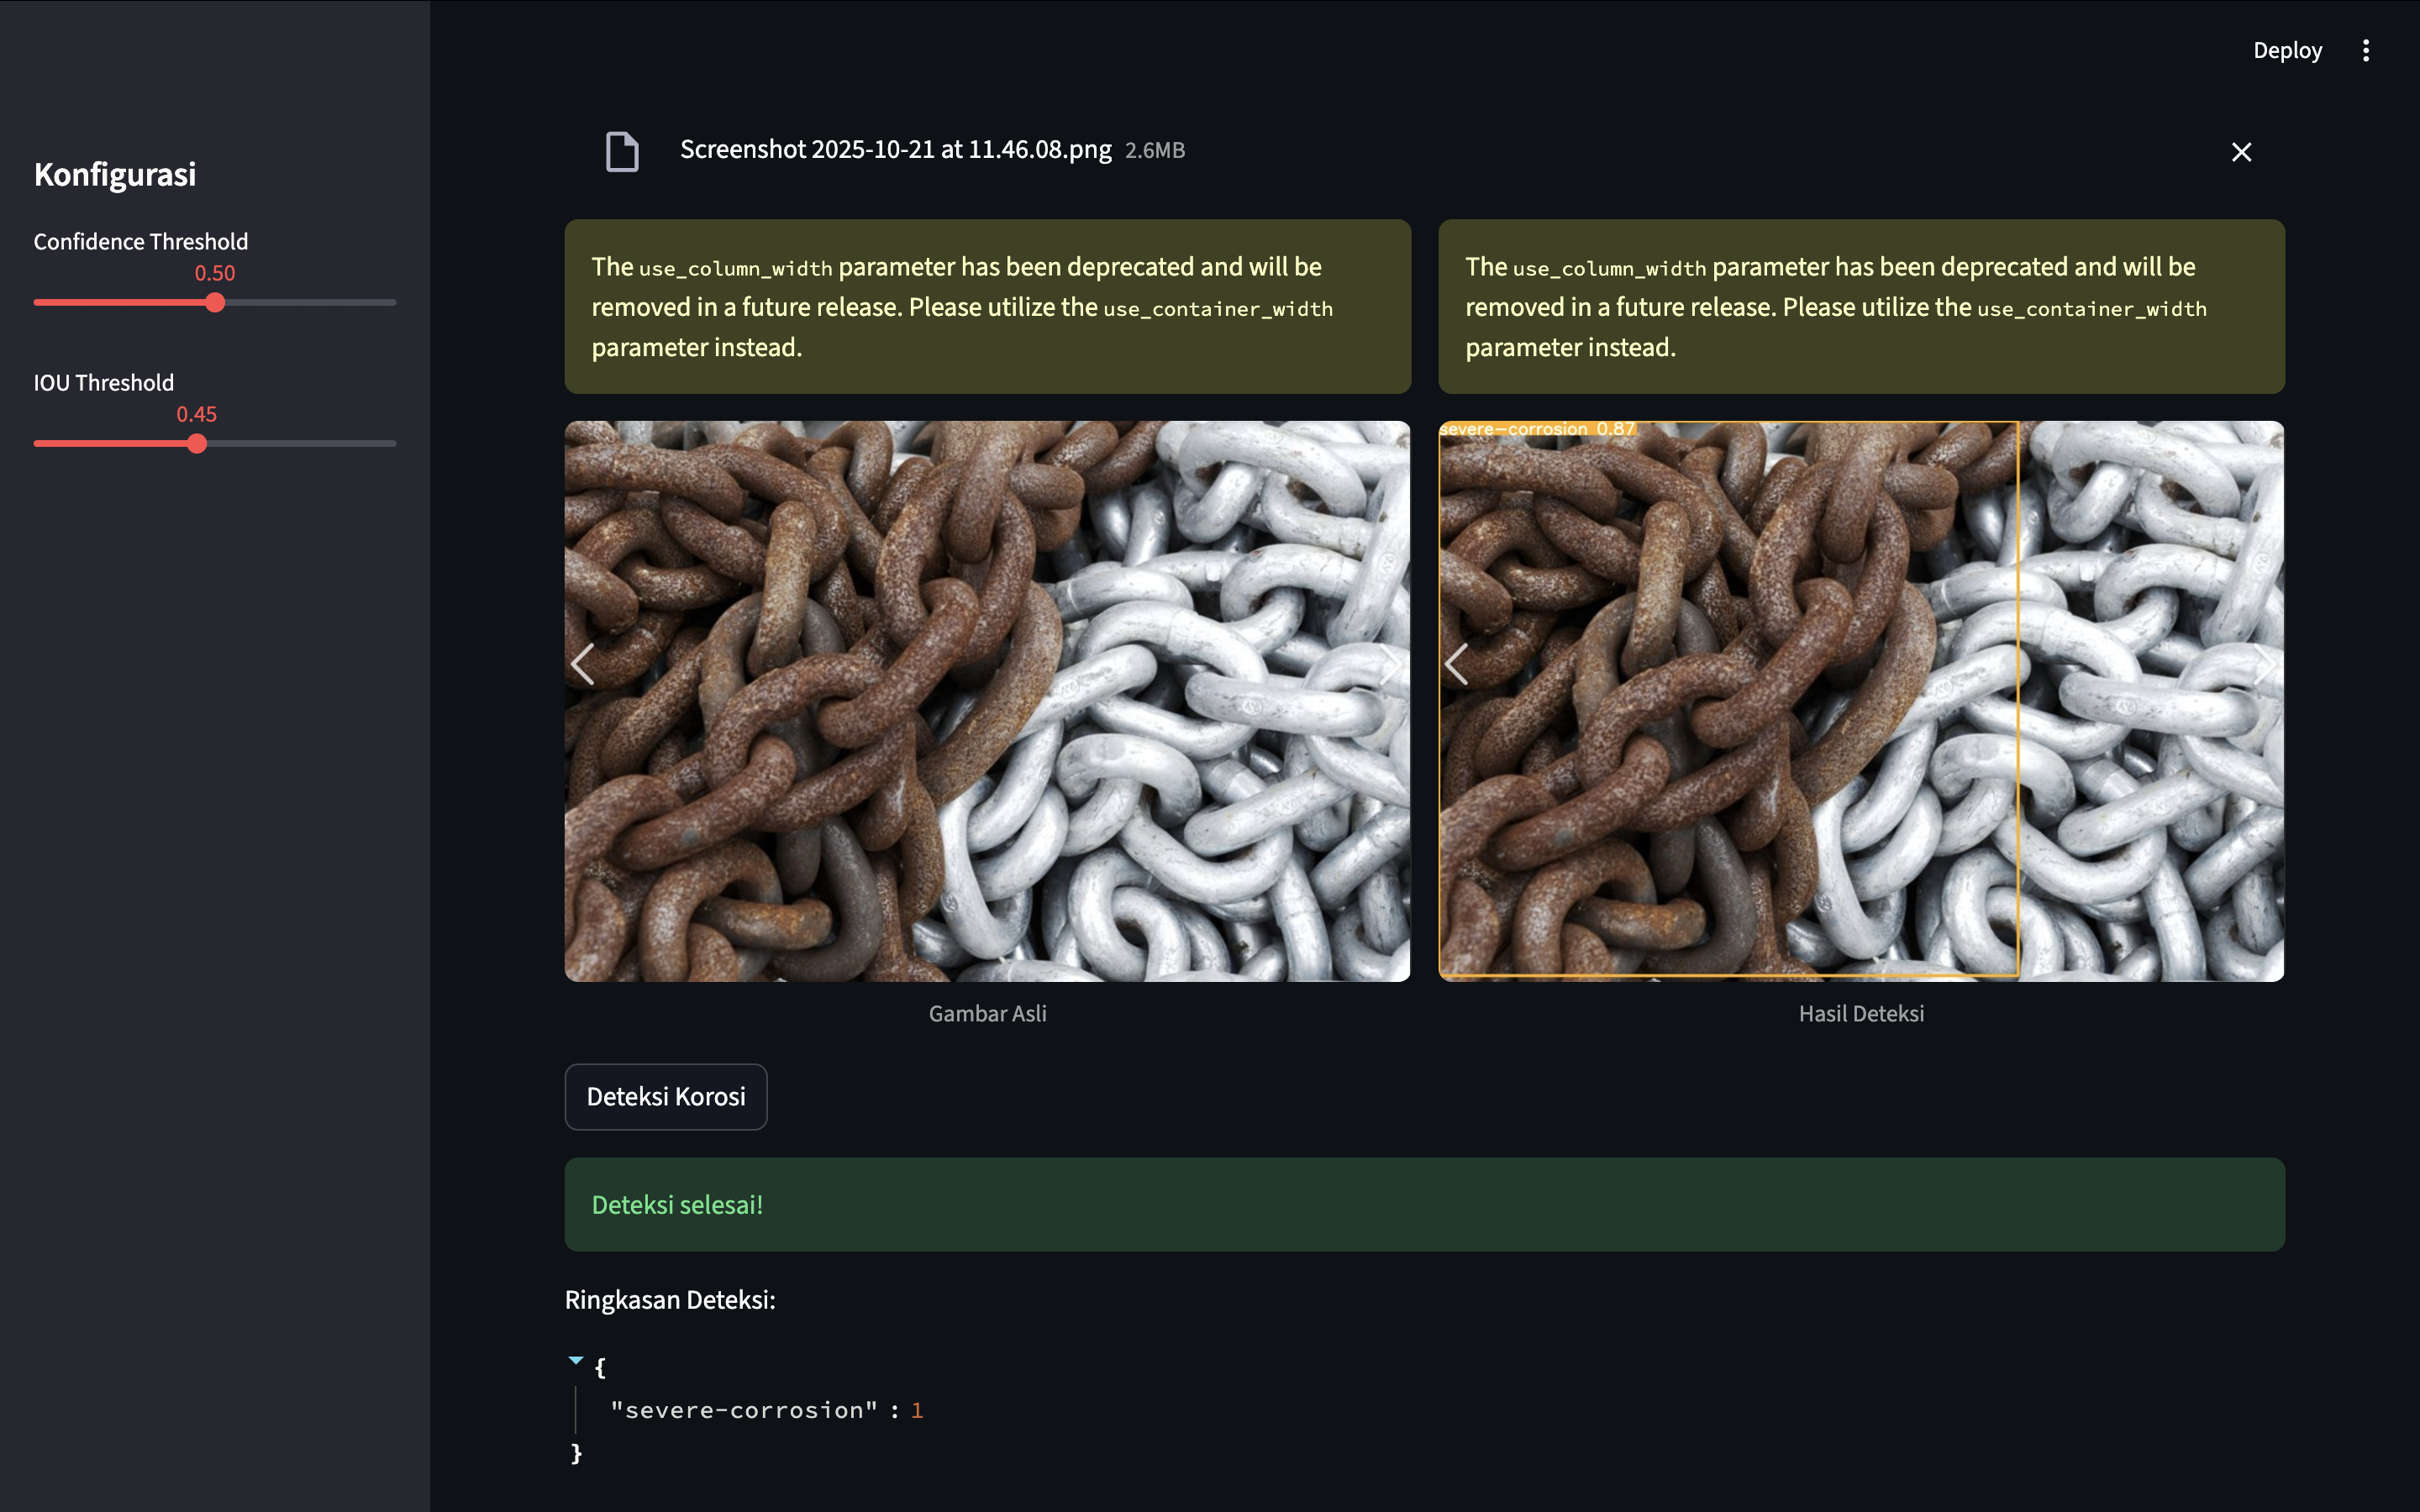 Deploy
Konfigurasi
Confidence Threshold
0.50
IOU Threshold
0.45
Screenshot 2025-10-21 at 11.46.08.png 2.6MB
The use_column_width parameter has been deprecated and will be
removed in a future release. Please utilize the use_container_width
parameter instead.
The use_column_width parameter has been deprecated and will be
removed in a future release. Please utilize the use_container_width
parameter instead.
severe-corrosion 0.87
Gambar Asli
Hasil Deteksi
Deteksi Korosi
Deteksi selesai!
Ringkasan Deteksi:
{
"severe-corrosion" : 1
}